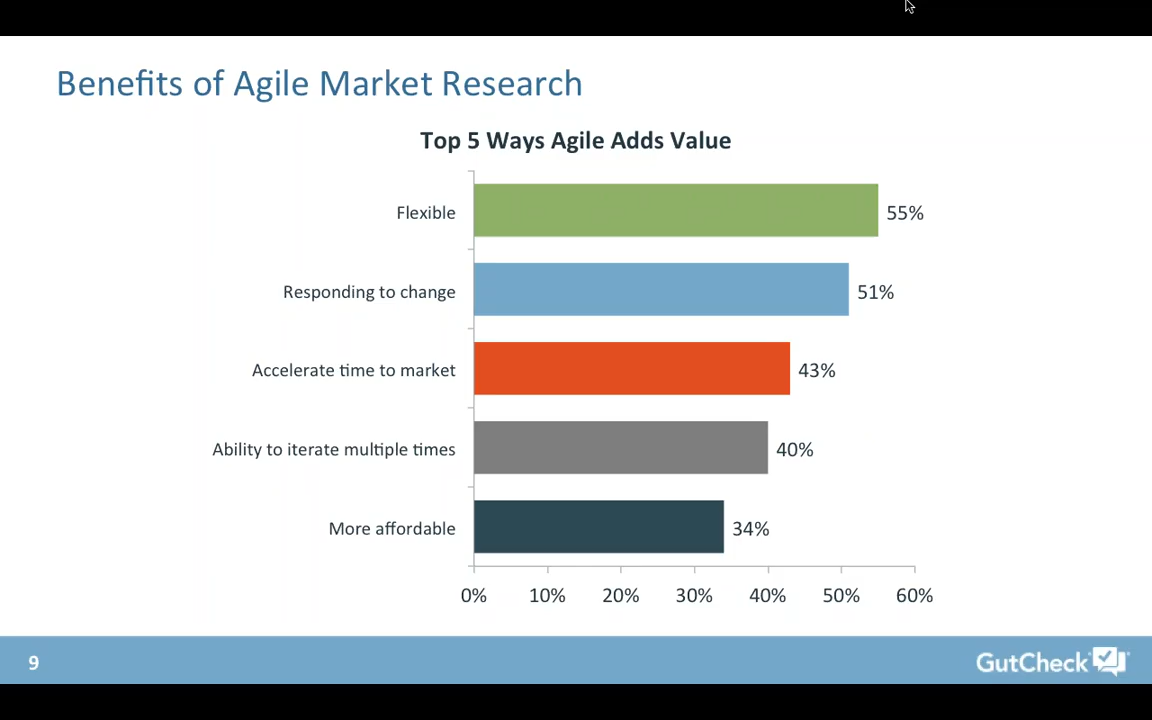 Benefits of Agile Market Research
Top 5 Ways Agile Adds Value
Flexible
55%
Responding to change
51%
Accelerate time to market
43%
Ability to iterate multiple times
40%
More affordable
34%
0% 10% 20% 30% 40% 50% 60%
9
GutCheck